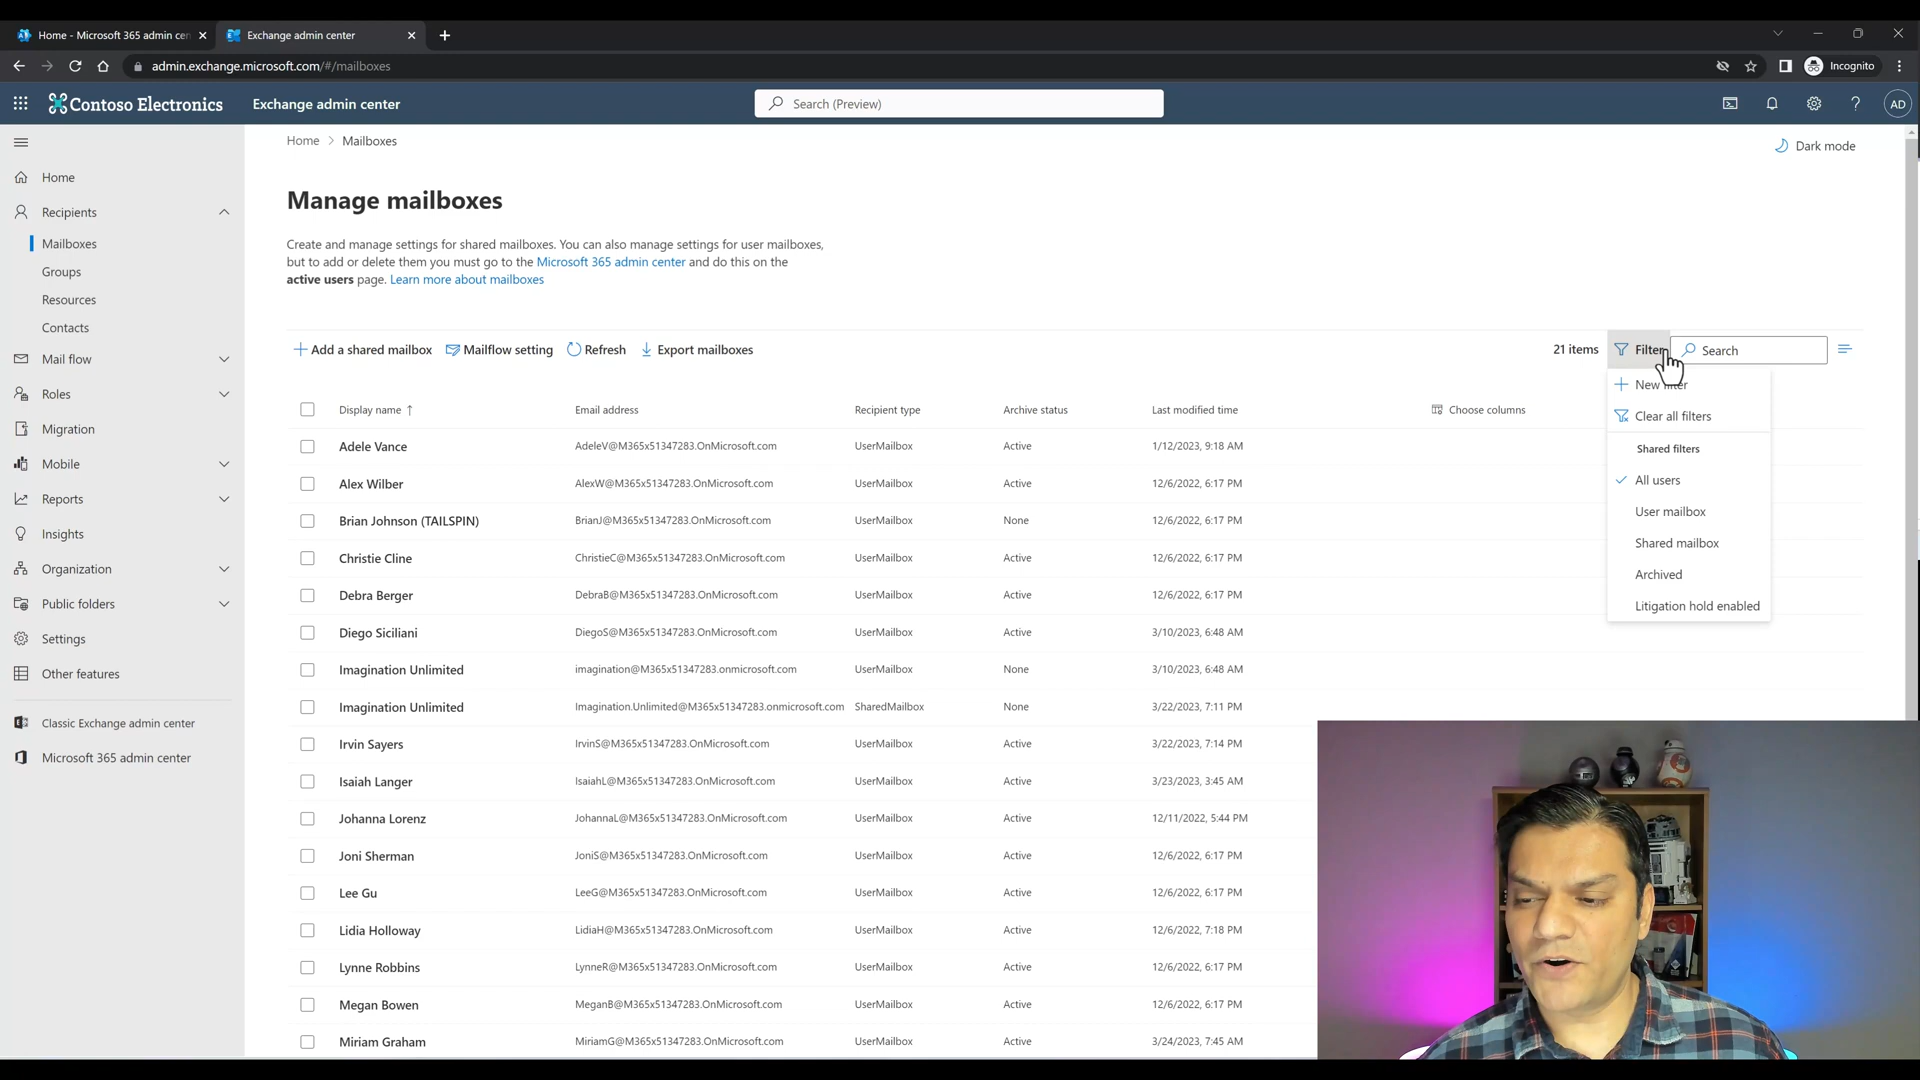 Home - Microsoft 365 admin cen
Exchange admin center
admin.exchange.microsoft.com/#/mailboxes
Incognito
Contoso Electronics
Exchange admin center
Search (Preview)
AD
Home > Mailboxes
Dark mode
Home
Recipients
Mailboxes
Groups
Resources
Contacts
Mail flow
Roles
Migration
Mobile
Reports
Insights
Organization
Public folders
Settings
Other features
Classic Exchange admin center
Microsoft 365 admin center
Manage mailboxes
Create and manage settings for shared mailboxes. You can also manage settings for user mailboxes,
but to add or delete them you must go to the Microsoft 365 admin center and do this on the
active users page. Learn more about mailboxes
Add a shared mailbox Mailflow setting Refresh Export mailboxes 21 items Filter Search
Display name ↑ Email address Recipient type Archive status Last modified time Choose columns
Adele Vance AdeleV@M365x51347283.OnMicrosoft.com UserMailbox Active 1/12/2023, 9:18 AM
Alex Wilber AlexW@M365x51347283.OnMicrosoft.com UserMailbox Active 12/6/2022, 6:17 PM
Brian Johnson (TAILSPIN) BrianJ@M365x51347283.OnMicrosoft.com UserMailbox None 12/6/2022, 6:17 PM
Christie Cline ChristieC@M365x51347283.OnMicrosoft.com UserMailbox Active 12/6/2022, 6:17 PM
Debra Berger DebraB@M365x51347283.OnMicrosoft.com UserMailbox Active 12/6/2022, 6:17 PM
Diego Siciliani DiegoS@M365x51347283.OnMicrosoft.com UserMailbox Active 3/10/2023, 6:48 AM
Imagination Unlimited imagination@M365x51347283.onmicrosoft.com UserMailbox None 3/10/2023, 6:48 AM
Imagination Unlimited Imagination.Unlimited@M365x51347283.onmicrosoft.com SharedMailbox None 3/22/2023, 7:11 PM
Irvin Sayers IrvinS@M365x51347283.OnMicrosoft.com UserMailbox Active 3/22/2023, 7:14 PM
Isaiah Langer IsaiahL@M365x51347283.OnMicrosoft.com UserMailbox Active 3/23/2023, 3:45 AM
Johanna Lorenz JohannaL@M365x51347283.OnMicrosoft.com UserMailbox Active 12/11/2022, 5:44 PM
Joni Sherman JoniS@M365x51347283.OnMicrosoft.com UserMailbox Active 12/6/2022, 6:17 PM
Lee Gu LeeG@M365x51347283.OnMicrosoft.com UserMailbox Active 12/6/2022, 6:17 PM
Lidia Holloway LidiaH@M365x51347283.OnMicrosoft.com UserMailbox Active 12/6/2022, 7:18 PM
Lynne Robbins LynneR@M365x51347283.OnMicrosoft.com UserMailbox Active 12/6/2022, 6:17 PM
Megan Bowen MeganB@M365x51347283.OnMicrosoft.com UserMailbox Active 12/6/2022, 6:17 PM
Miriam Graham MiriamG@M365x51347283.OnMicrosoft.com UserMailbox Active 3/24/2023, 7:45 AM
New filter
Clear all filters
Shared filters
All users
User mailbox
Shared mailbox
Archived
Litigation hold enabled